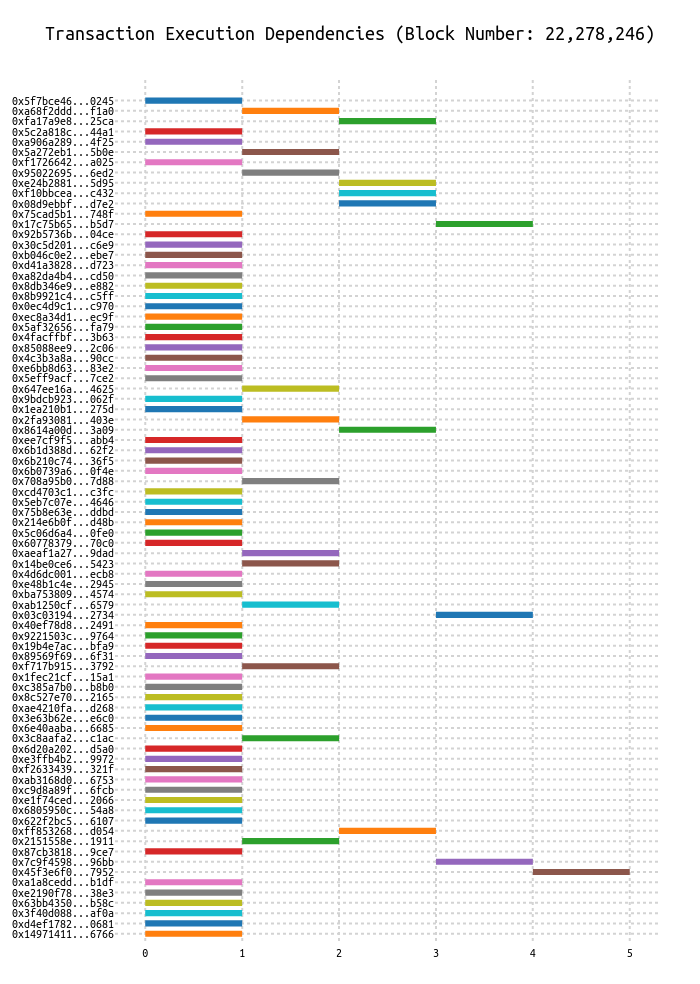 Transaction Execution Dependencies (Block Number: 22,278,246)
0x5f7bce46...0245
0xa68f2ddd...f1a0
0xfa17a9e8...25ca
0x5c2a818c...44a1
0xa906a289...4f25
0x5a272eb1...5b0e
0xf1726642...a025
0x95022695...6ed2
0xe24b2881...5d95
0xf10bbcea...c432
0x08d9ebbf...d7e2
0x75cad5b1...748f
0x17c75b65...b5d7
0x92b5736b...04ce
0x30c5d201...c6e9
0xb046c0e2...ebe7
0xd41a3828...d723
0xa82da4b4...cd50
0x8db346e9...e882
0x8b9921c4...c5ff
0x0ec4d9c1...c970
0xec8a34d1...ec9f
0x5af32656...fa79
0x4facffbf...3b63
0x85088ee9...2c06
0x4c3b3a8a...90cc
0xe6bb8d63...83e2
0x5eff9acf...7ce2
0x647ee16a...4625
0x9bdcb923...062f
0x1ea210b1...275d
0x2fa93081...403e
0x8614a00d...3a09
0xee7cf9f5...abb4
0x6b1d388d...62f2
0x6b210c74...36f5
0x6b0739a6...0f4e
0x708a95b0...7d88
0xcd4703c1...c3fc
0x5eb7c07e...4646
0x75b8e63e...ddbd
0x214e6b0f...d48b
0x5c06d6a4...0fe0
0x60778379...70c0
0xaeaf1a27...9dad
0x14be0ce6...5423
0x4d6dc001...ecb8
0xe48b1c4e...2945
0xba753809...4574
0xab1250cf...6579
0x03c03194...2734
0x40ef78d8...2491
0x9221503c...9764
0x19b4e7ac...bfa9
0x89569f69...6f31
0xf717b915...3792
0x1fec21cf...15a1
0xc385a7b0...b8b0
0x8c527e70...2165
0xae4210fa...d268
0x3e63b62e...e6c0
0x6e40aaba...6685
0x3c8aafa2...c1ac
0x6d20a202...d5a0
0xe3ffb4b2...9972
0xf2633439...321f
0xab3168d0...6753
0xc9d8a89f...6fcb
0xe1f74ced...2066
0x6805950c...54a8
0x622f2bc5...6107
0xff853268...d054
0x2151558e...1911
0x87cb3818...9ce7
0x7c9f4598...96bb
0x45f3e6f0...7952
0xa1a8cedd...b1df
0xe2190f78...38e3
0x63bb4350...b58c
0x3f40d088...af0a
0xd4ef1782...0681
0x14971411...6766
0 1 2 3 4 5